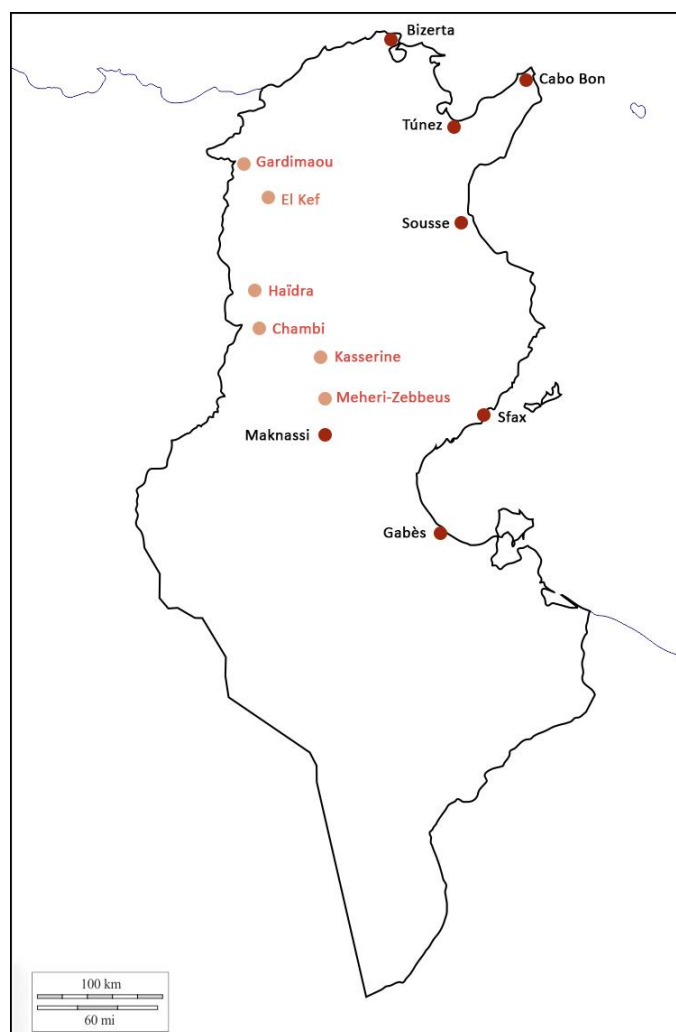 Bizerta
Cabo Bon
Túnez
Gardimaou
El Kef
Sousse
Haïdra
Chambi
Kasserine
Meheri-Zebbeus
Sfax
Maknassi
Gabès
100 km
60 mi